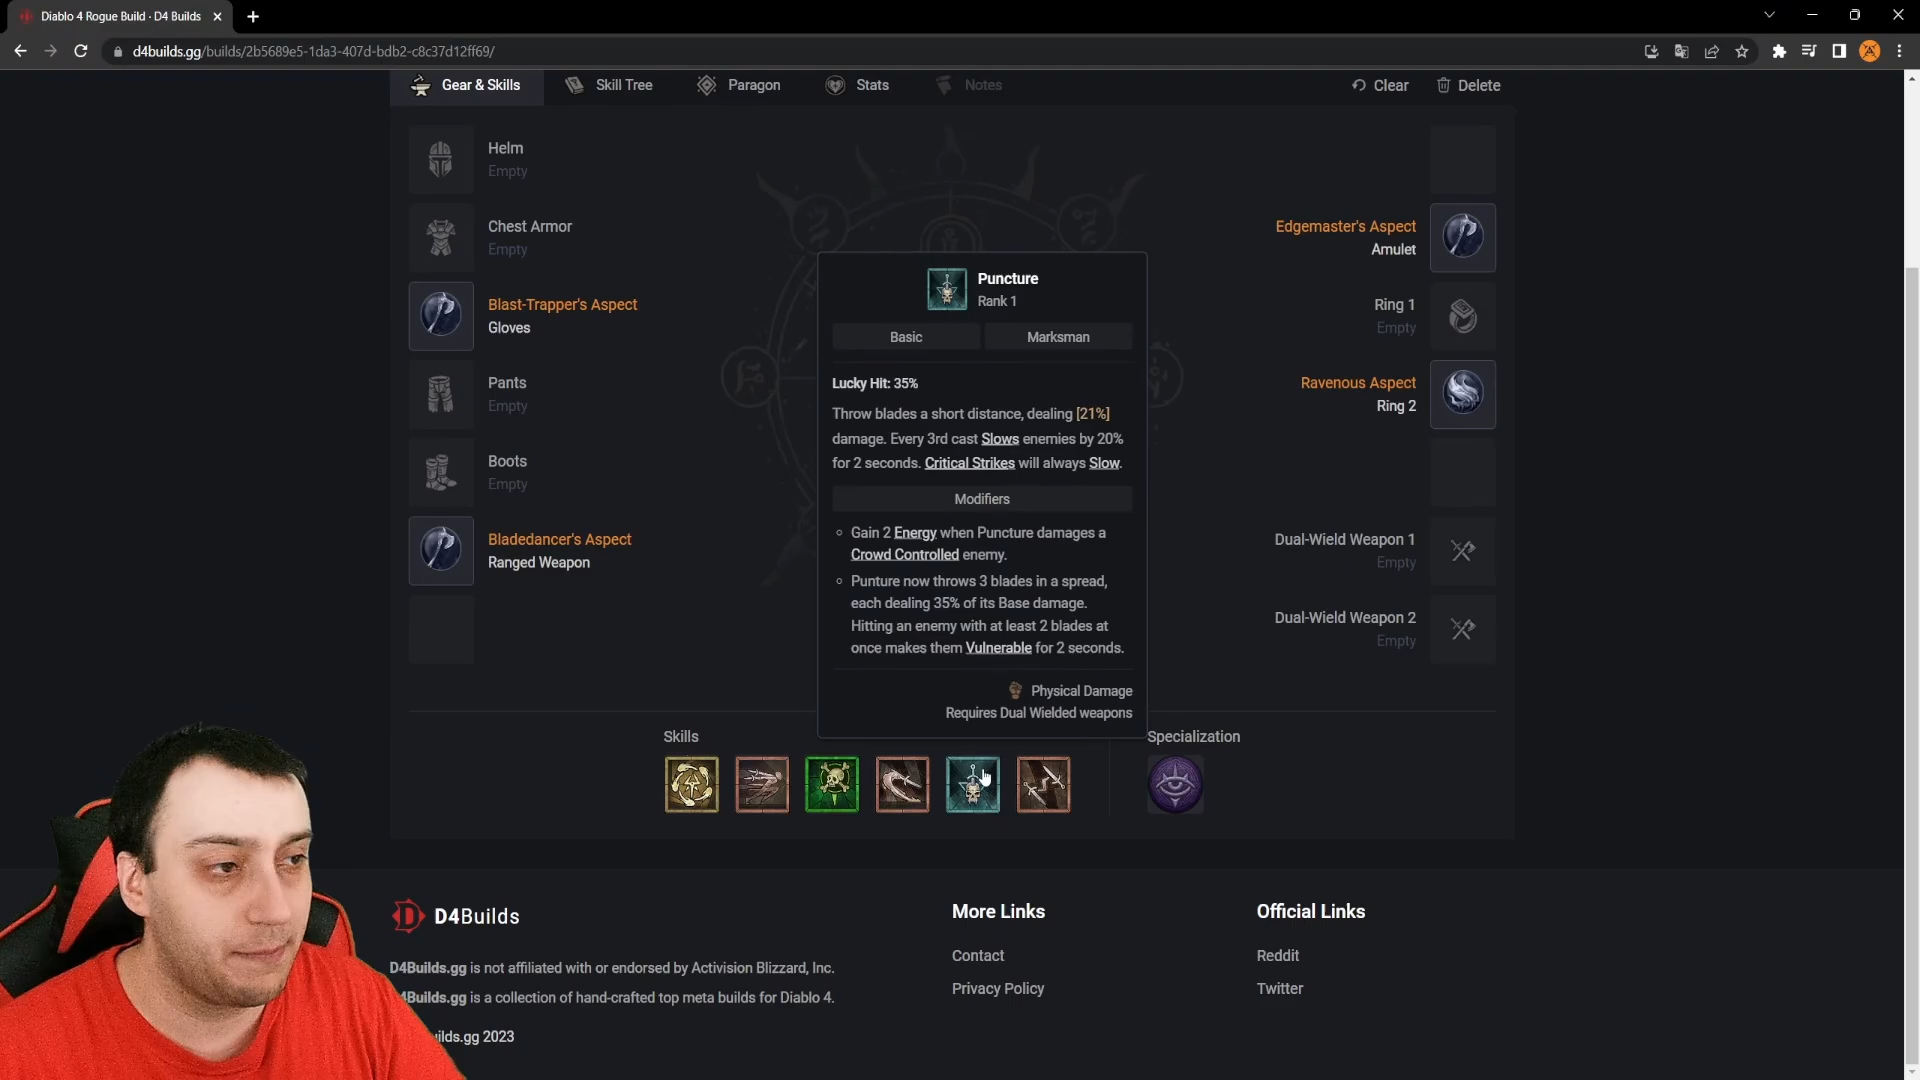 Diablo 4 Rogue Build · D4 Builds
d4builds.gg/builds/2b5689e5-1da3-407d-bdb2-c8c37d12ff69/
Gear & Skills
Skill Tree
Paragon
Stats
Notes
Clear
Delete
Helm
Empty
Chest Armor
Empty
Blast-Trapper's Aspect
Gloves
Pants
Empty
Boots
Empty
Bladedancer's Aspect
Ranged Weapon
Puncture
Rank 1
Basic
Marksman
Lucky Hit: 35%
Throw blades a short distance, dealing [21%]
damage. Every 3rd cast Slows enemies by 20%
for 2 seconds. Critical Strikes will always Slow.
Modifiers
Gain 2 Energy when Puncture damages a
Crowd Controlled enemy.
Punture now throws 3 blades in a spread,
each dealing 35% of its Base damage.
Hitting an enemy with at least 2 blades at
once makes them Vulnerable for 2 seconds.
Physical Damage
Requires Dual Wielded weapons
Edgemaster's Aspect
Amulet
Ring 1
Empty
Ravenous Aspect
Ring 2
Dual-Wield Weapon 1
Empty
Dual-Wield Weapon 2
Empty
Skills
Specialization
D4Builds
D4Builds.gg is not affiliated with or endorsed by Activision Blizzard, Inc.
4Builds.gg is a collection of hand-crafted top meta builds for Diablo 4.
ilds.gg 2023
More Links
Contact
Privacy Policy
Official Links
Reddit
Twitter